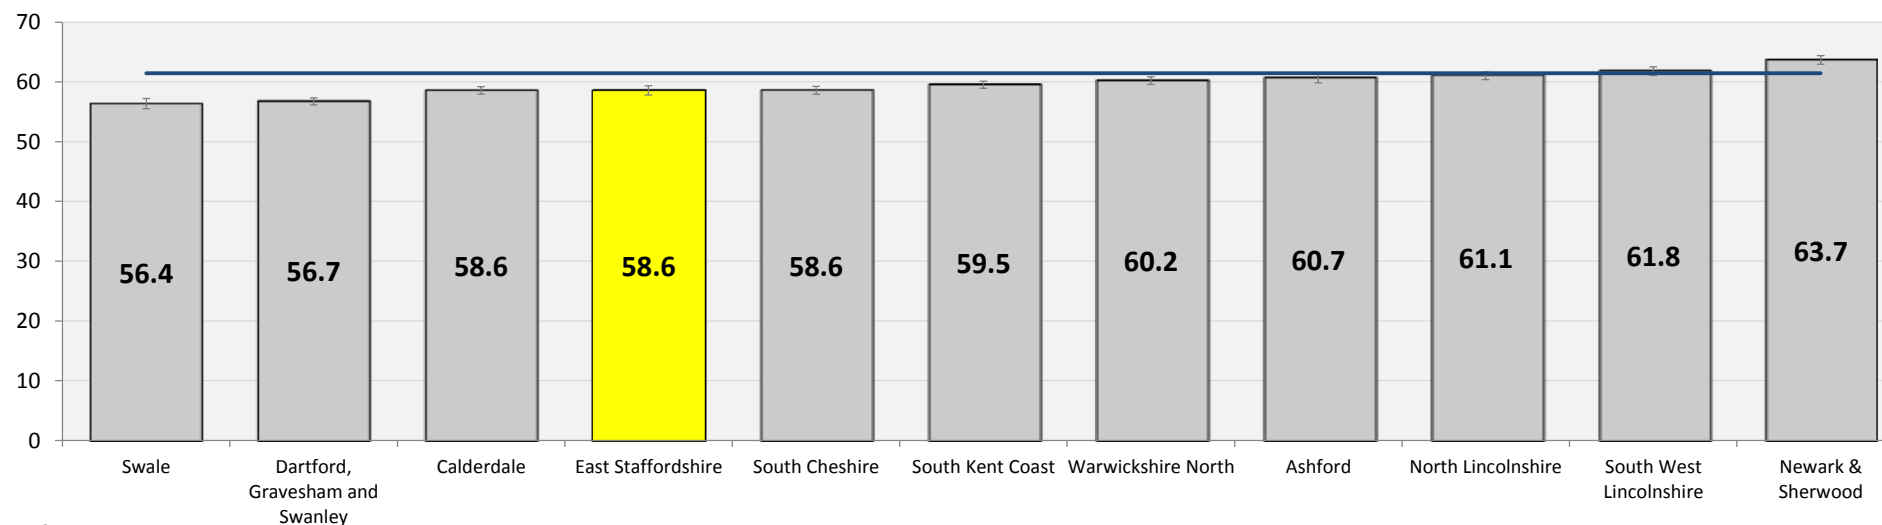 70
60
50
40
30
20
10
0
56.4
56.7
58.6
58.6
58.6
59.5
60.2
60.7
61.1
61.8
63.7
Swale
Dartford,
Gravesham and
Swanley
Calderdale
East Staffordshire
South Cheshire
South Kent Coast
Warwickshire North
Ashford
North Lincolnshire
South West
Lincolnshire
Newark &
Sherwood